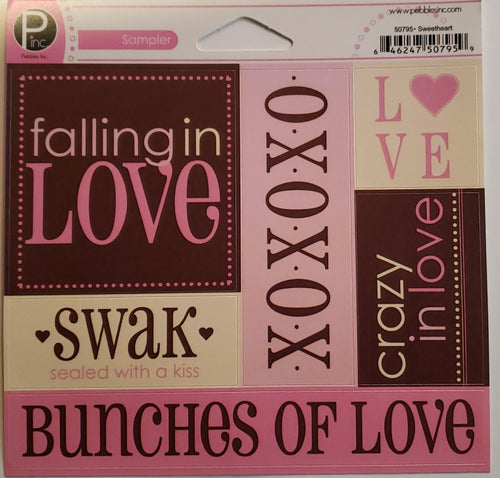 P
inc.
Pebbles Inc.
Sampler
www.pebblesinc.com
50795• Sweetheart
6 46247 50795 9
falling in
LOVE
XOXOXO
L
VE
crazy
in love
•SWAK•
sealed with a kiss
BUNCHES OF LOVE